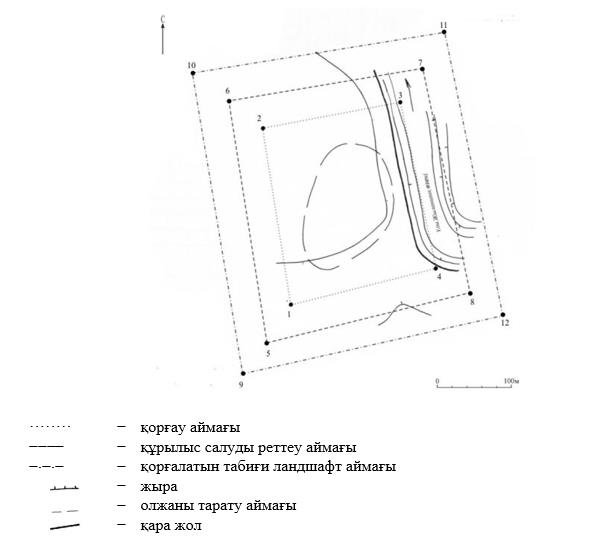 С
11
10
7
6
3
2
4
1
8
12
5
9
0 100м
– қорғау аймағы
– құрылыс салуды реттеу аймағы
– қорғалатын табиғи ландшафт аймағы
– жыра
– олжаны тарату аймағы
– қара жол